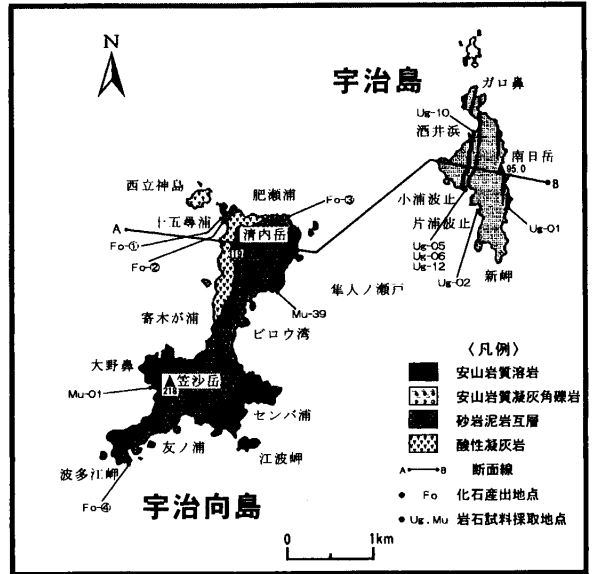 N
宇治島
ガロ鼻
Ug-10
酒井浜
南日岳
95.0
B
小浦波止
片浦波止
Ug-01
Ug-05
Ug-06
Ug-12
Ug-02
新岬
西立神島
肥瀬浦
Fo-③
A
十五尋浦
清内岳
Fo-①
Fo-②
隼人ノ瀬戸
Mu-39
寄木が浦
ビロウ湾
大野鼻
笠沙岳
Mu-01
センバ浦
友ノ浦
江波岬
波多江岬
Fo-④
宇治向島
0 1km
〈凡例〉
安山岩質溶岩
安山岩質凝灰角礫岩
砂岩泥岩互層
酸性凝灰岩
A B 断面線
Fo 化石産出地点
Ug.Mu 岩石試料採取地点